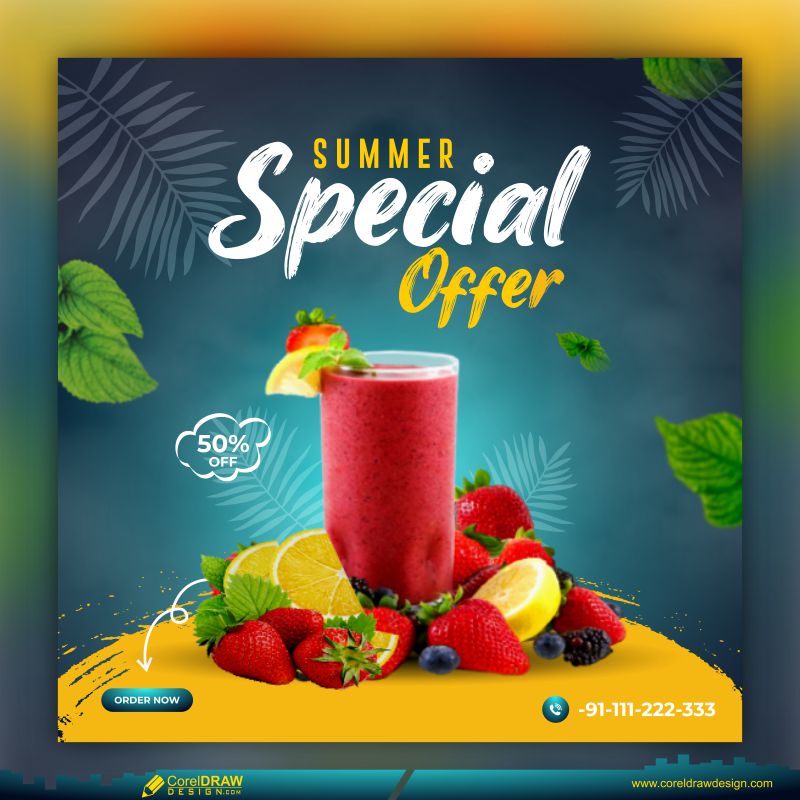 SUMMER
Special
Offer
50%
OFF
ORDER NOW
-91-111-222-333
CorelDRAW
DESIGN.COM
www.coreldrawdesign.com